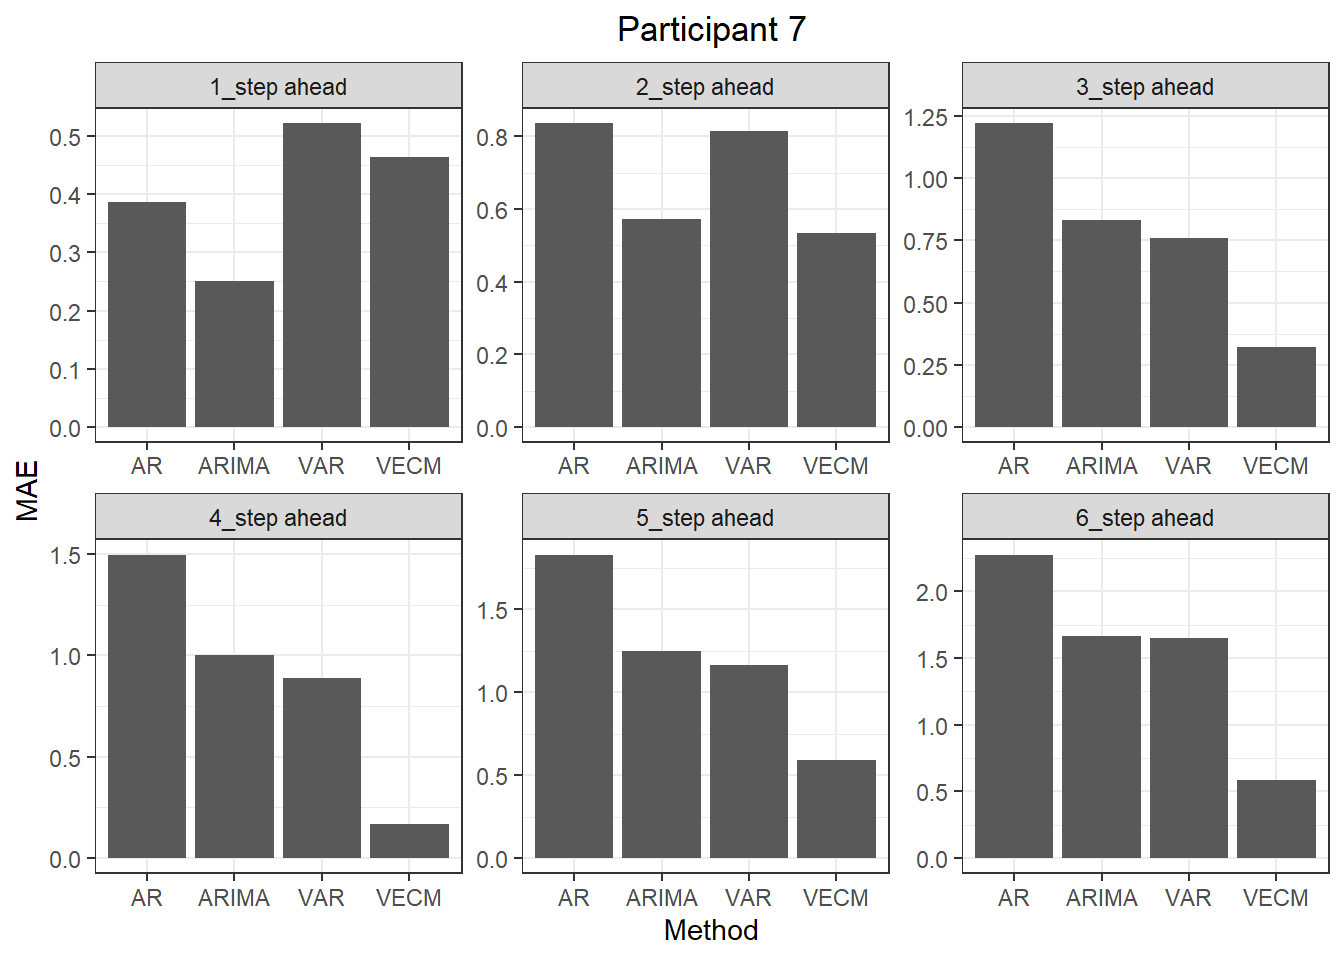 Participant 7
1_step ahead
2_step ahead
3_step ahead
0.5
0.4
0.3
0.2
0.1
0.0
0.8
0.6
0.4
0.2
0.0
1.25
1.00
0.75
0.50
0.25
0.00
AR ARIMA VAR VECM
AR ARIMA VAR VECM
AR ARIMA VAR VECM
MAE
4_step ahead
5_step ahead
6_step ahead
1.5
1.0
0.5
0.0
1.5
1.0
0.5
0.0
2.0
1.5
1.0
0.5
0.0
AR ARIMA VAR VECM
AR ARIMA VAR VECM
AR ARIMA VAR VECM
Method